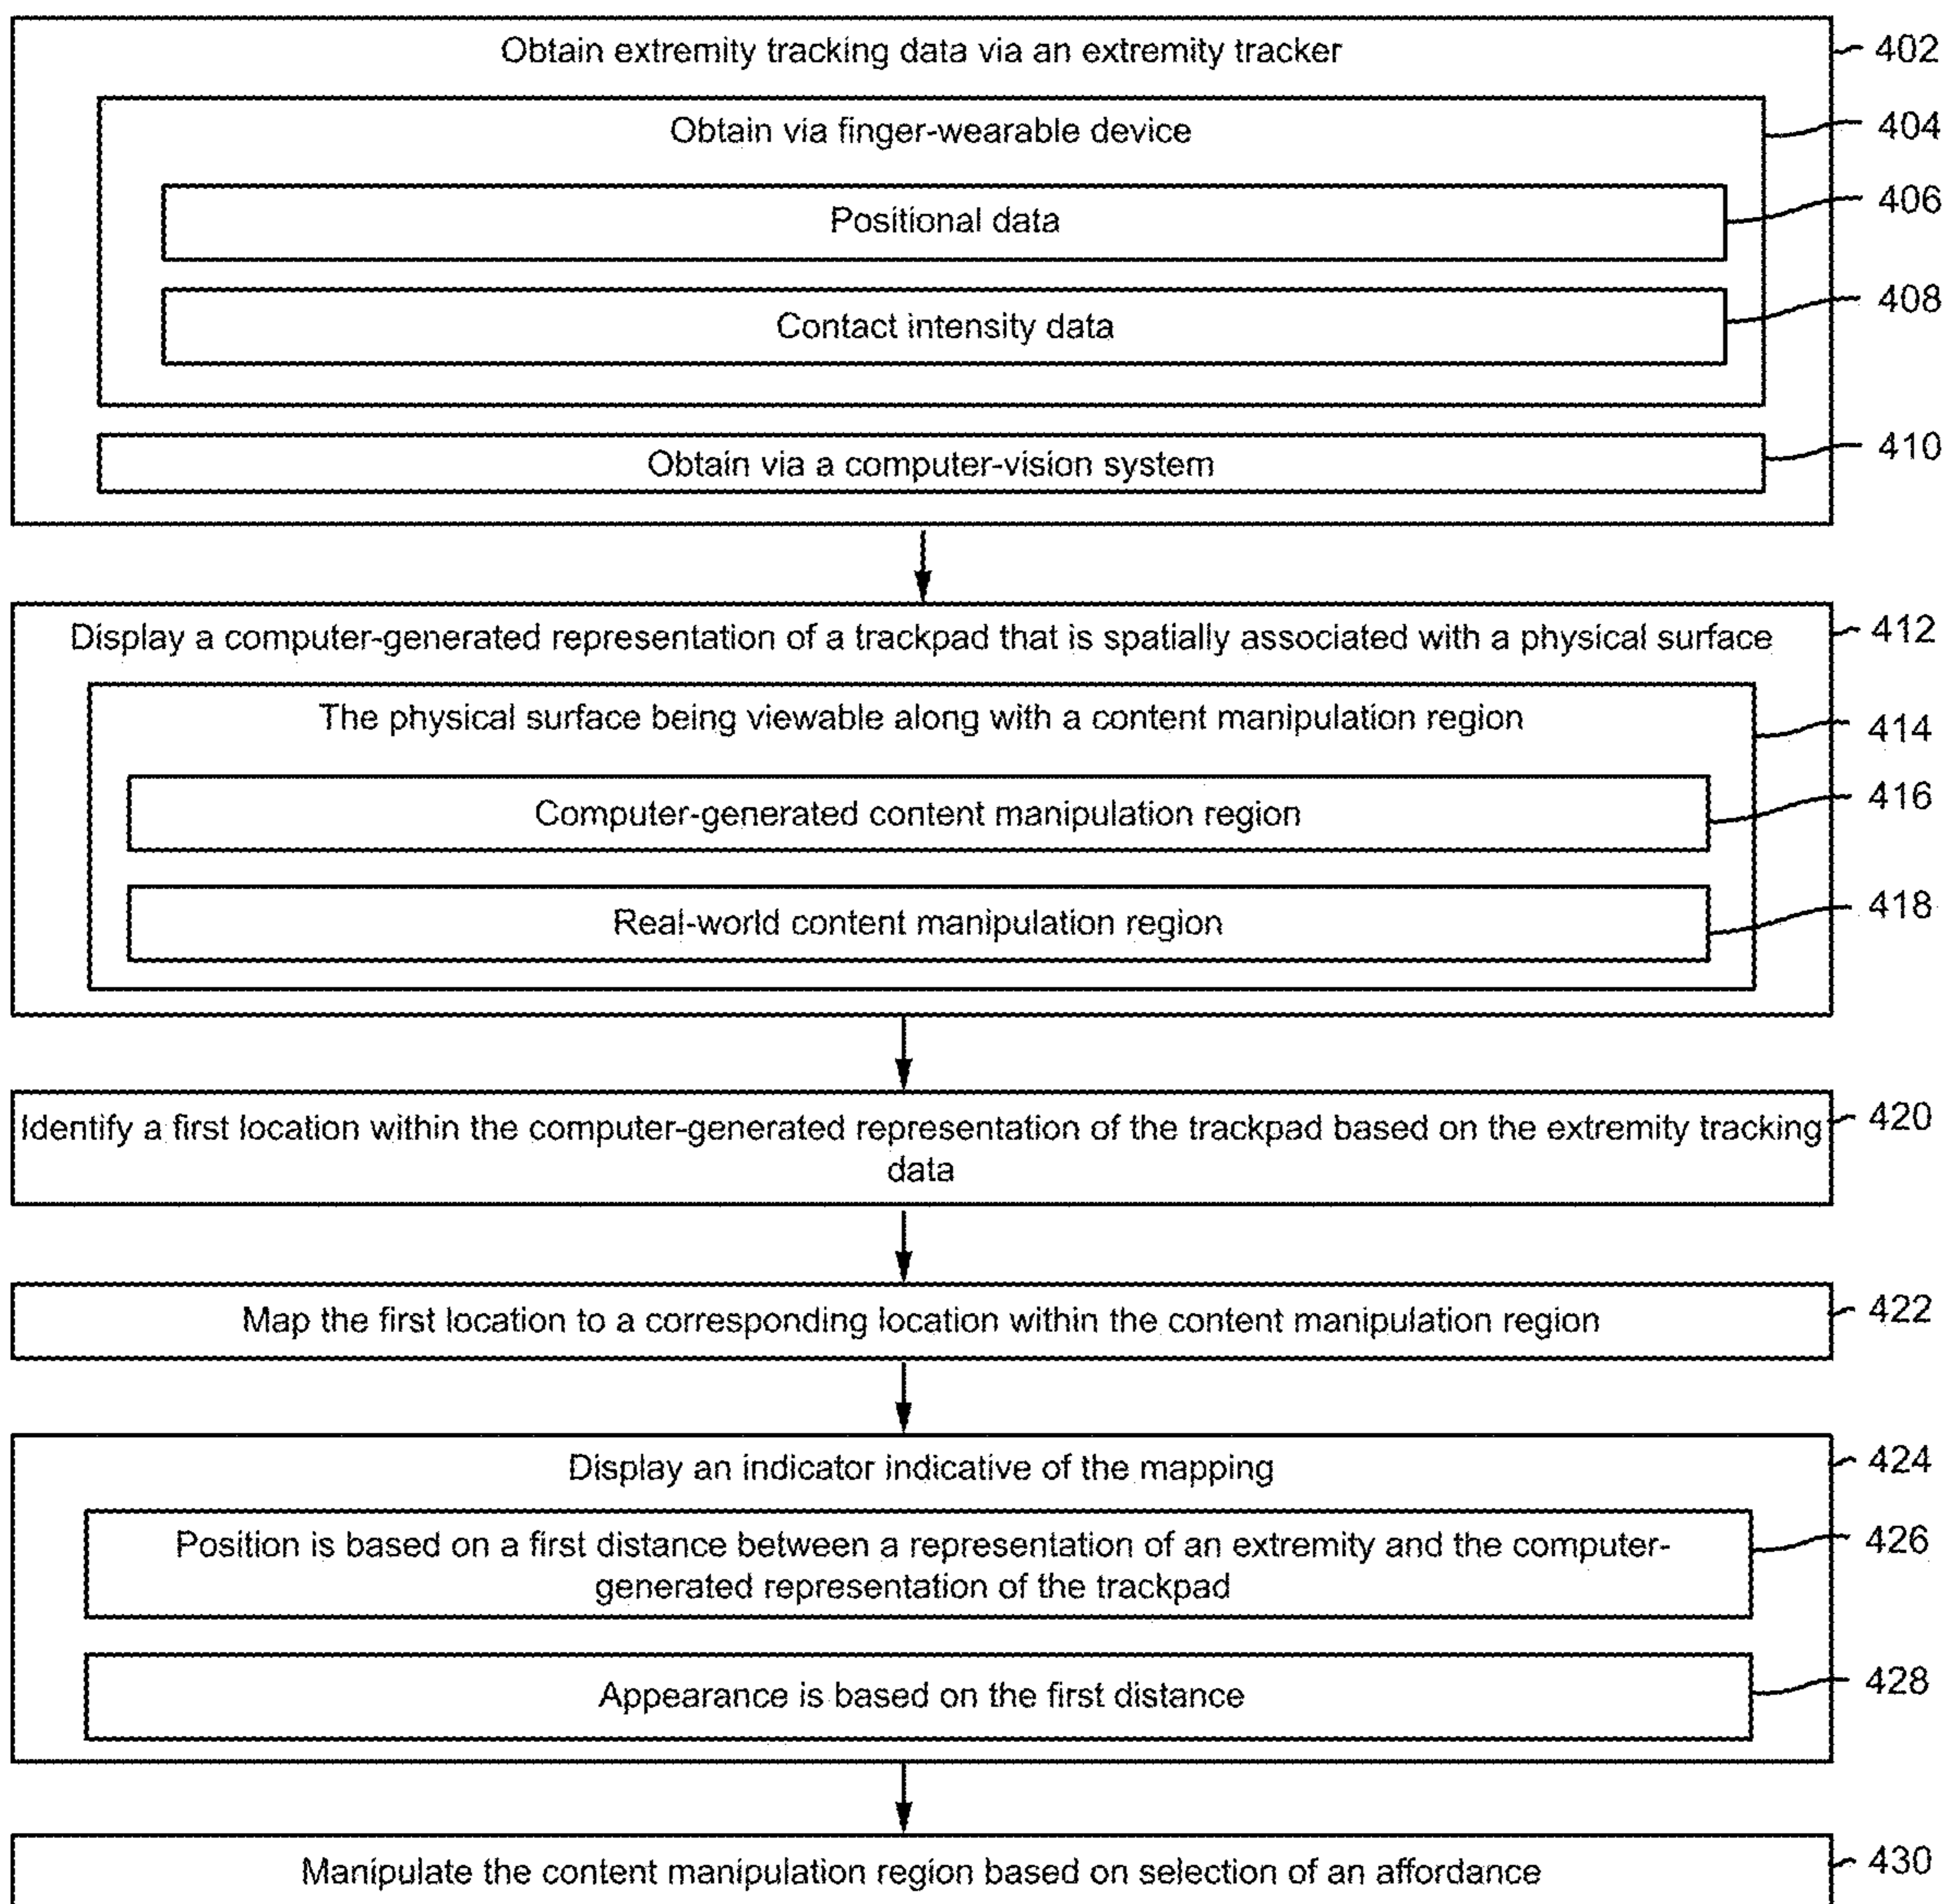 Obtain extremity tracking data via an extremity tracker
402
Obtain via finger-wearable device
404
Positional data
406
Contact intensity data
408
Obtain via a computer-vision system
410
Display a computer-generated representation of a trackpad that is spatially associated with a physical surface
412
The physical surface being viewable along with a content manipulation region
414
Computer-generated content manipulation region
416
Real-world content manipulation region
418
Identify a first location within the computer-generated representation of the trackpad based on the extremity tracking
data
420
Map the first location to a corresponding location within the content manipulation region
422
Display an indicator indicative of the mapping
424
Position is based on a first distance between a representation of an extremity and the computer-
generated representation of the trackpad
426
Appearance is based on the first distance
428
Manipulate the content manipulation region based on selection of an affordance
430